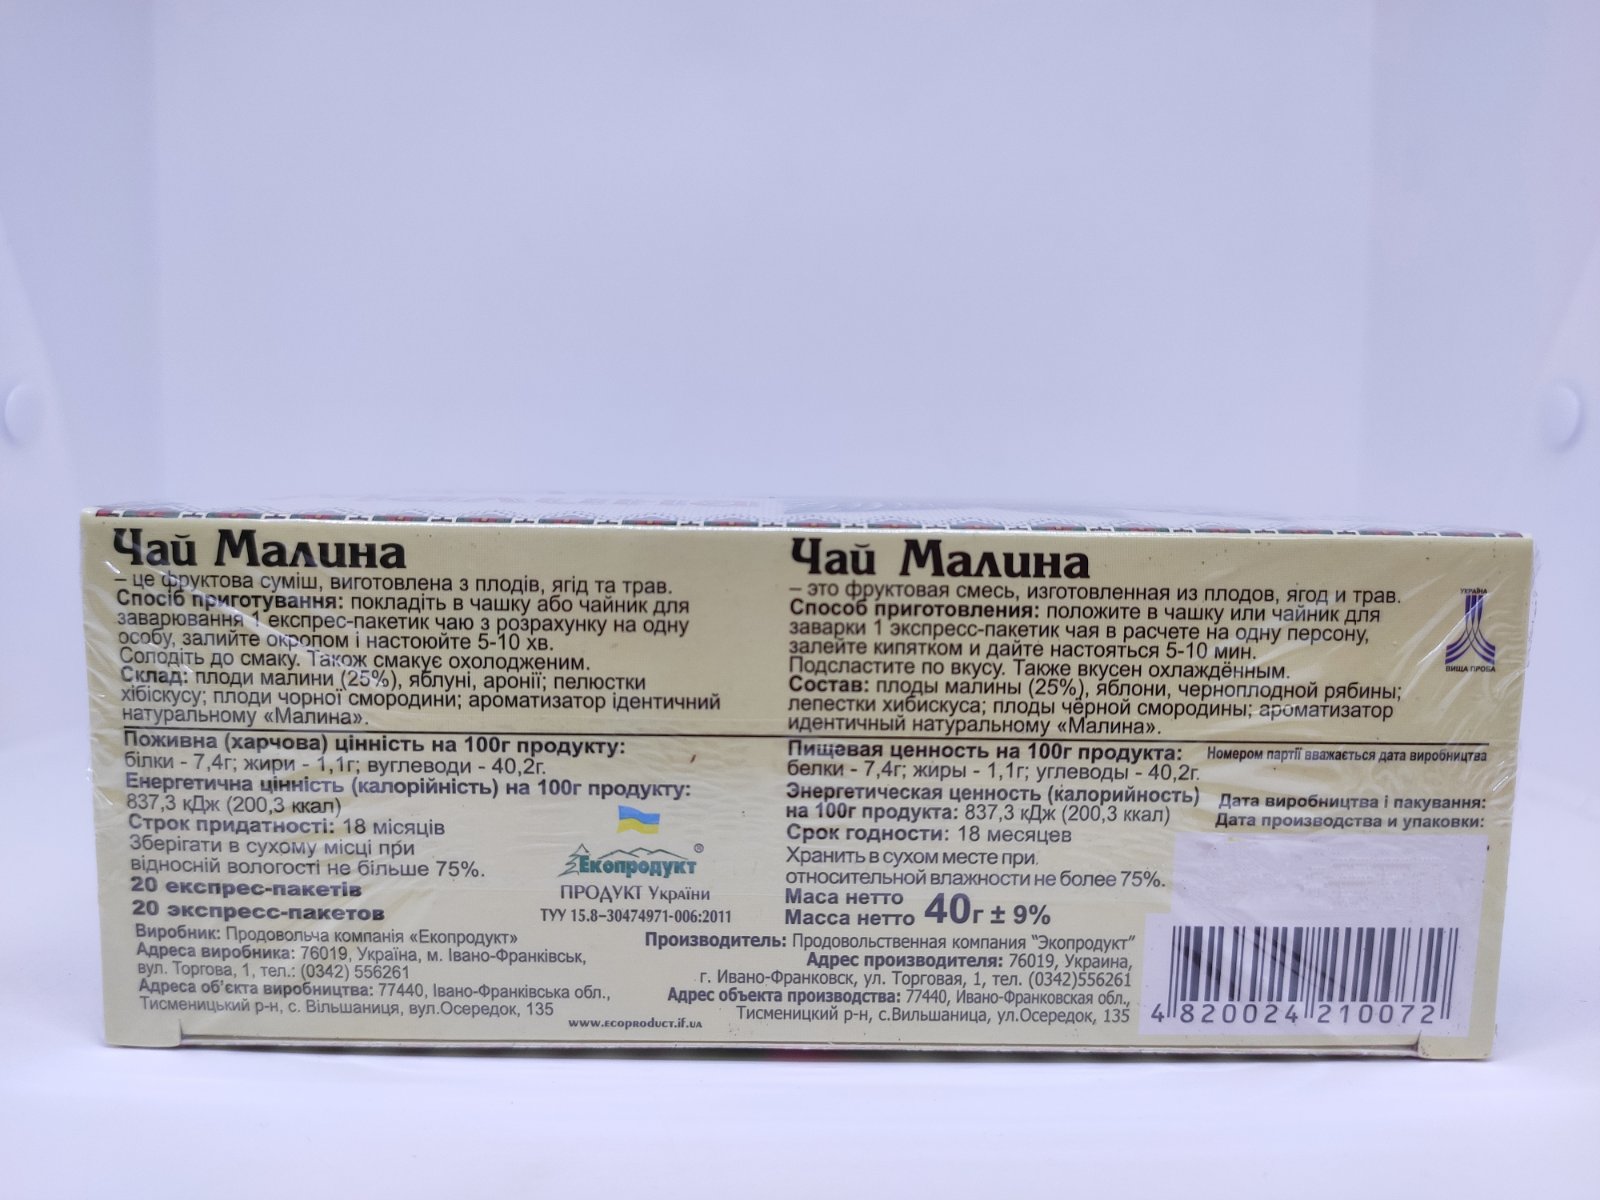 Чай Малина
– це фруктова суміш, виготовлена з плодів, ягід та трав.
Спосіб приготування: покладіть в чашку або чайник для
заварювання 1 експрес-пакетик чаю з розрахунку на одну
особу, залийте окропом і настоюйте 5-10 хв.
Солодіть до смаку. Також смакує охолодженим.
Склад: плоди малини (25%), яблуні, аронії; пелюстки
хібіскусу; плоди чорної смородини; ароматизатор ідентичний
натуральному «Малина».
Поживна (харчова) цінність на 100г продукту:
білки - 7,4г; жири - 1,1г; вуглеводи - 40,2г.
Енергетична цінність (калорійність) на 100г продукту:
837,3 кДж (200,3 ккал)
Строк придатності: 18 місяців
Зберігати в сухому місці при
відносній вологості не більше 75%.
20 експрес-пакетів
20 экспресс-пакетов
Виробник: Продовольча компанія «Екопродукт»
Адреса виробника: 76019, Україна, м. Івано-Франківськ,
вул. Торгова, 1, тел.: (0342) 556261
Адреса об’єкта виробництва: 77440, Івано-Франківська обл.,
Тисменицький р-н, с. Вільшаниця, вул.Осередок, 135
Екопродукт®
ПРОДУКТ України
ТУУ 15.8–30474971-006:2011
www.ecoproduct.if.ua
Чай Малина
– это фруктовая смесь, изготовленная из плодов, ягод и трав.
Способ приготовления: положите в чашку или чайник для
заварки 1 экспресс-пакетик чая в расчете на одну персону,
залейте кипятком и дайте настояться 5-10 мин.
Подсластите по вкусу. Также вкусен охлаждённым.
Состав: плоды малины (25%), яблони, черноплодной рябины;
лепестки хибискуса; плоды чёрной смородины; ароматизатор
идентичный натуральному «Малина».
Пищевая ценность на 100г продукта:
белки - 7,4г; жиры - 1,1г; углеводы - 40,2г.
Энергетическая ценность (калорийность)
на 100г продукта: 837,3 кДж (200,3 ккал)
Срок годности: 18 месяцев
Хранить в сухом месте при
относительной влажности не более 75%.
Маса нетто
Масса нетто 40г ± 9%
Производитель: Продовольственная компания "Экопродукт"
Адрес производителя: 76019, Украина,
г. Ивано-Франковск, ул. Торговая, 1, тел. (0342)556261
Адрес объекта производства: 77440, Ивано-Франковская обл.,
Тисменицкий р-н, с.Вильшаница, ул.Осередок, 135
УКРАЇНА
ВИЩА ПРОБА
Номером партії вважається дата виробництва
Дата виробництва і пакування:
Дата производства и упаковки:
4 820024 210072